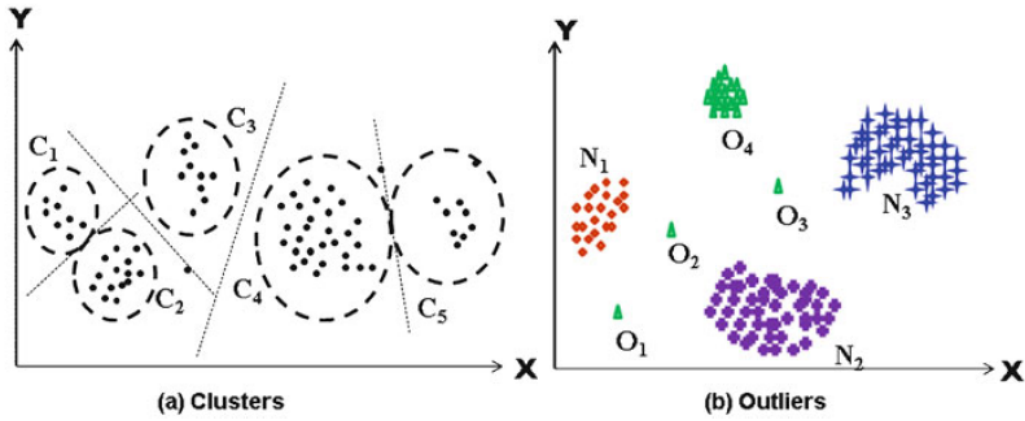 Y
C1
C2
C3
C4
C5
X
(a) Clusters
Y
N1
O1
O2
O3
O4
N2
N3
X
(b) Outliers